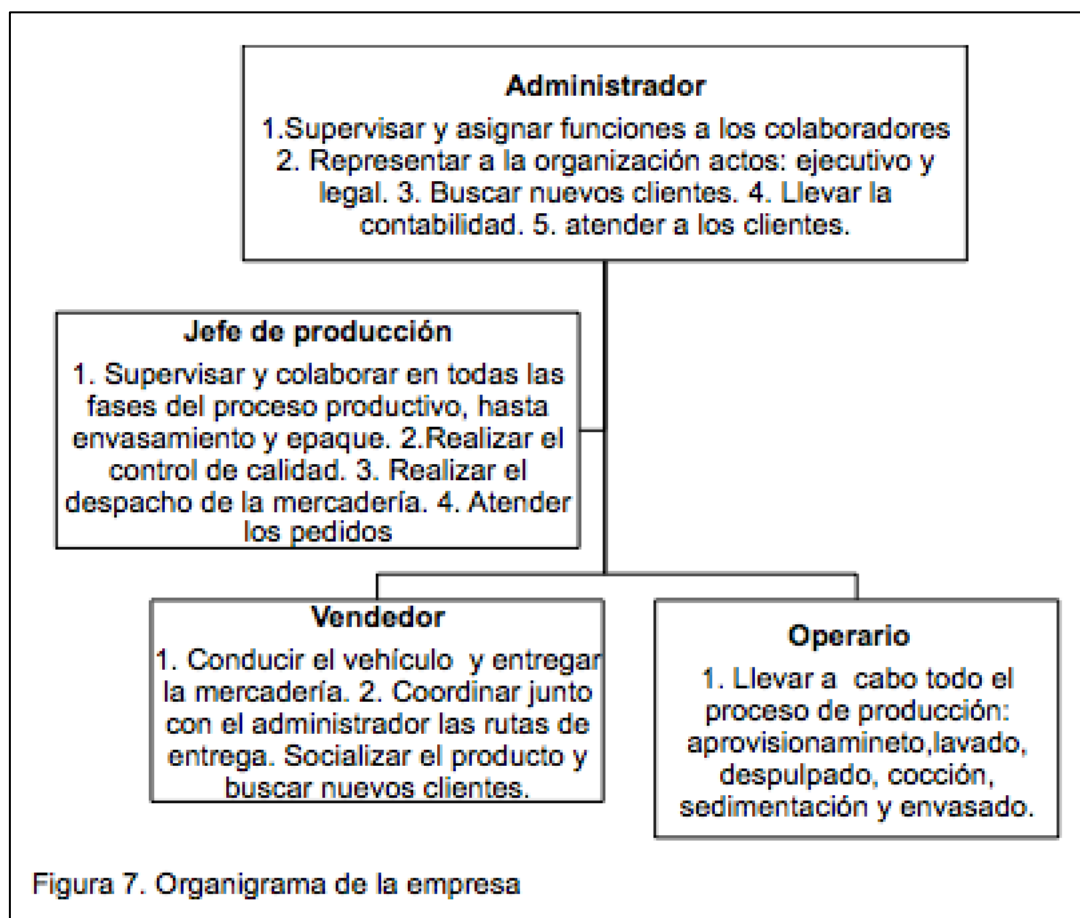 Administrador
1.Supervisar y asignar funciones a los colaboradores
2. Representar a la organización actos: ejecutivo y
legal. 3. Buscar nuevos clientes. 4. Llevar la
contabilidad. 5. atender a los clientes.
Jefe de producción
1. Supervisar y colaborar en todas las
fases del proceso productivo, hasta
envasamiento y epaque. 2.Realizar el
control de calidad. 3. Realizar el
despacho de la mercadería. 4. Atender
los pedidos
Vendedor
1. Conducir el vehículo y entregar
la mercadería. 2. Coordinar junto
con el administrador las rutas de
entrega. Socializar el producto y
buscar nuevos clientes.
Operario
1. Llevar a cabo todo el
proceso de producción:
aprovisionamineto,lavado,
despulpado, cocción,
sedimentación y envasado.
Figura 7. Organigrama de la empresa